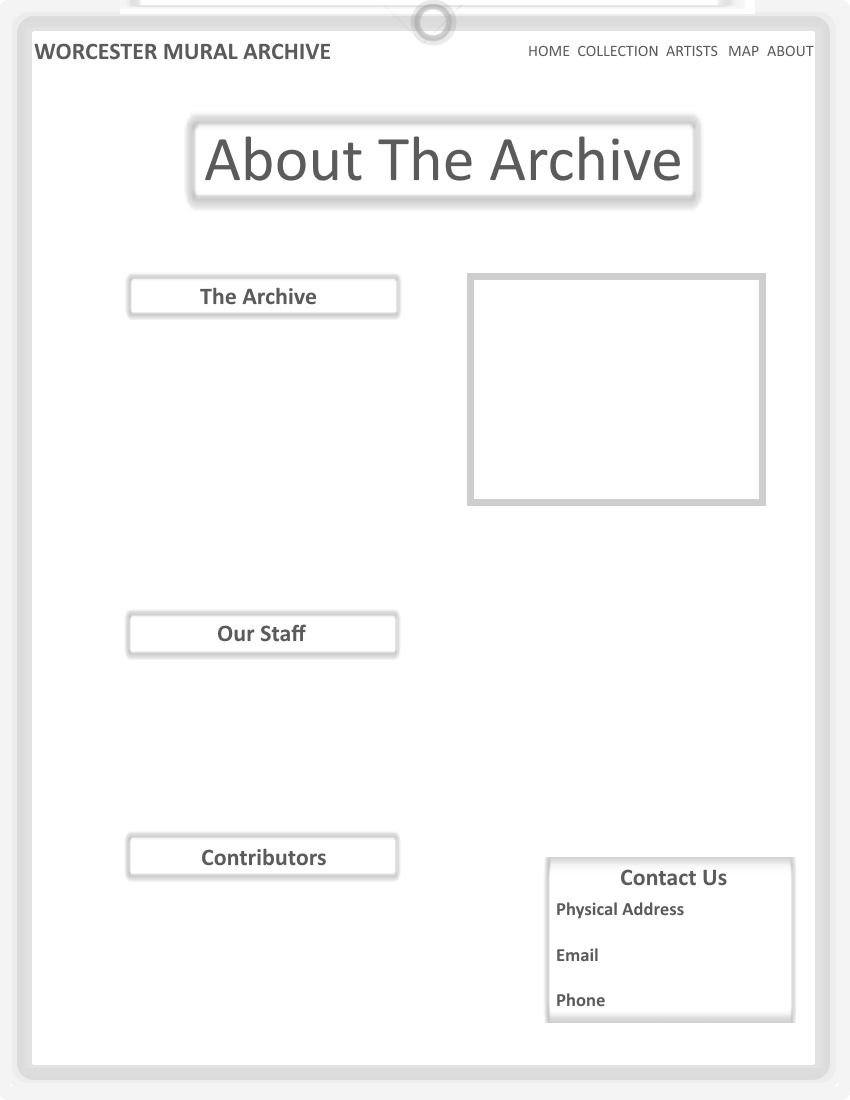 WORCESTER MURAL ARCHIVE
HOME COLLECTION ARTISTS MAP ABOUT
About The Archive
The Archive
Our Staff
Contributors
Contact Us
Physical Address
Email
Phone